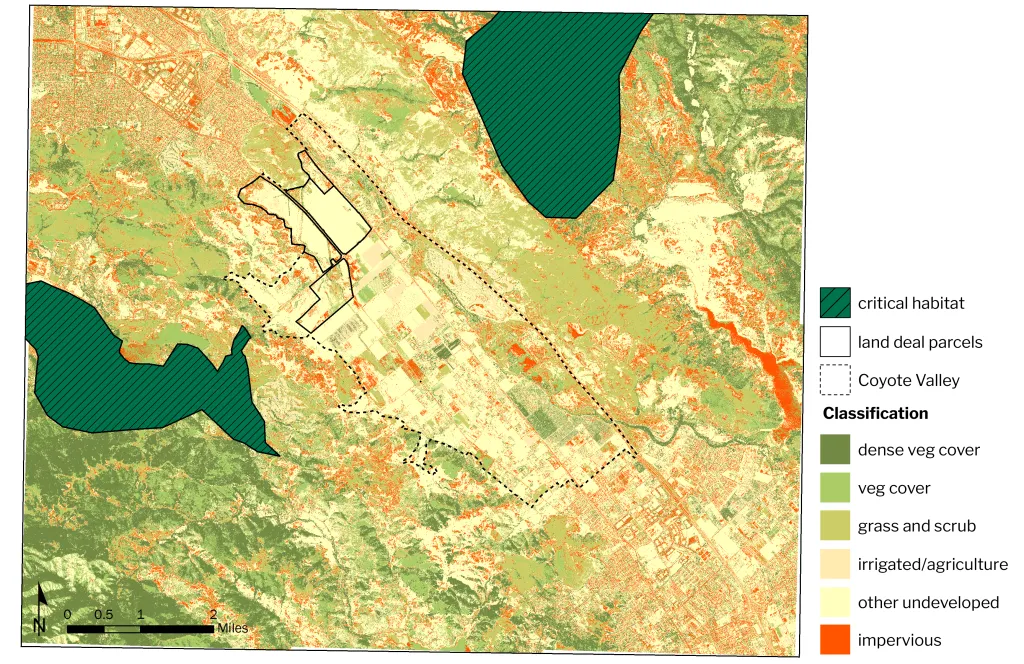 critical habitat
land deal parcels
Coyote Valley
Classification
dense veg cover
veg cover
grass and scrub
irrigated/agriculture
other undeveloped
impervious
N
0 0.5 1 2
Miles